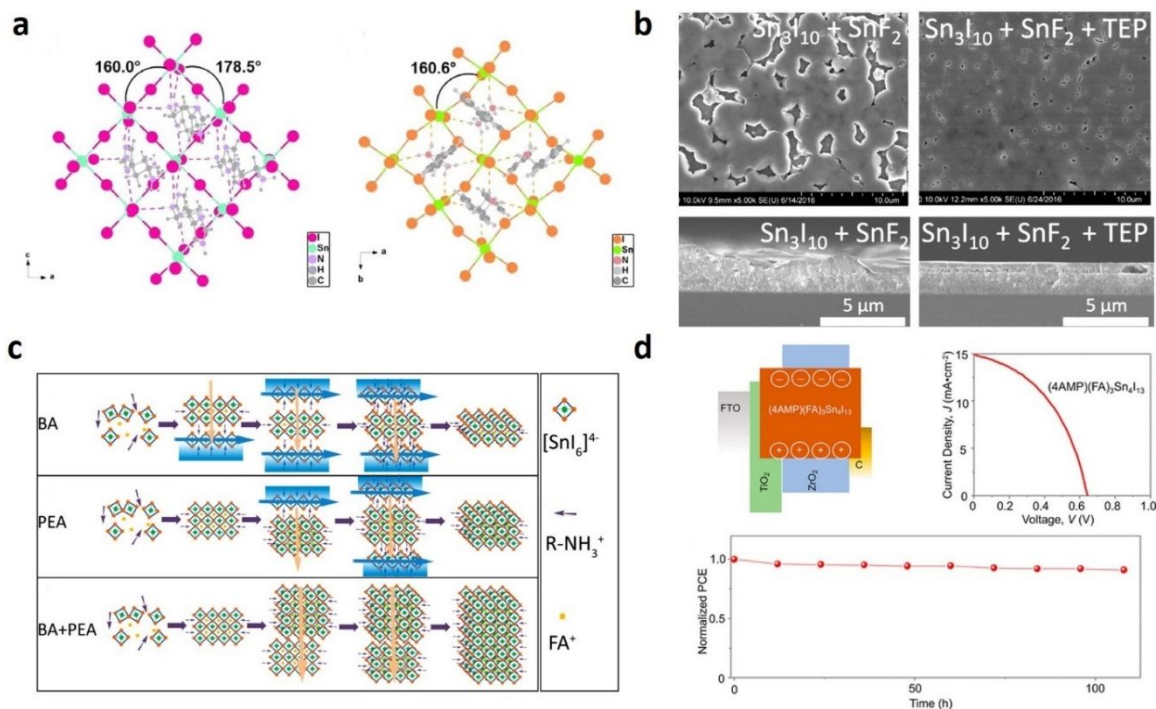 a
160.0°
178.5°
c
a
I
Sn
N
H
C
160.6°
a
b
I
Sn
N
H
C
b
Sn₃I₁₀ + SnF₂
Sn₃I₁₀ + SnF₂ + TEP
0 10.0kV 9.5mm x5.00k SE(U) 6/14/2016
10.0um
0 10.0kV 12.2mm x5.00k SE(U) 6/24/2016
10.0um
Sn₃I₁₀ + SnF₂
5 μm
Sn₃I₁₀ + SnF₂ + TEP
5 μm
c
BA
PEA
BA+PEA
[SnI₆]⁴⁻
R-NH₃⁺
FA⁺
d
FTO
TiO₂
(4AMP)(FA)₃Sn₄I₁₃
ZrO₂
C
Current Density, J (mA•cm⁻²)
15
10
5
0
(4AMP)(FA)₃Sn₄I₁₃
0 0.2 0.4 0.6 0.8 1.0
Voltage, V (V)
Normalized PCE
1.0
0.5
0
0 50 100
Time (h)